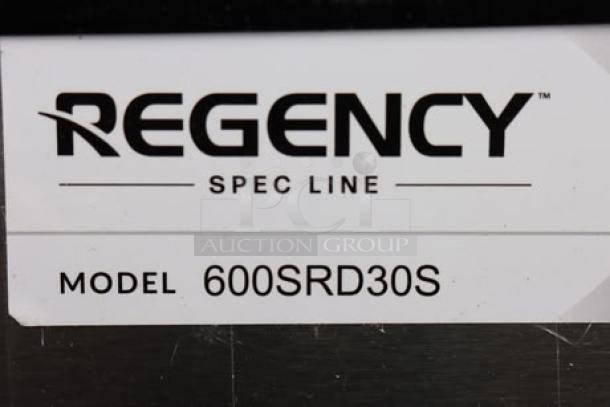 REGENCY™
SPEC LINE
PCI
AUCTION GROUP
MODEL 600SRD30S